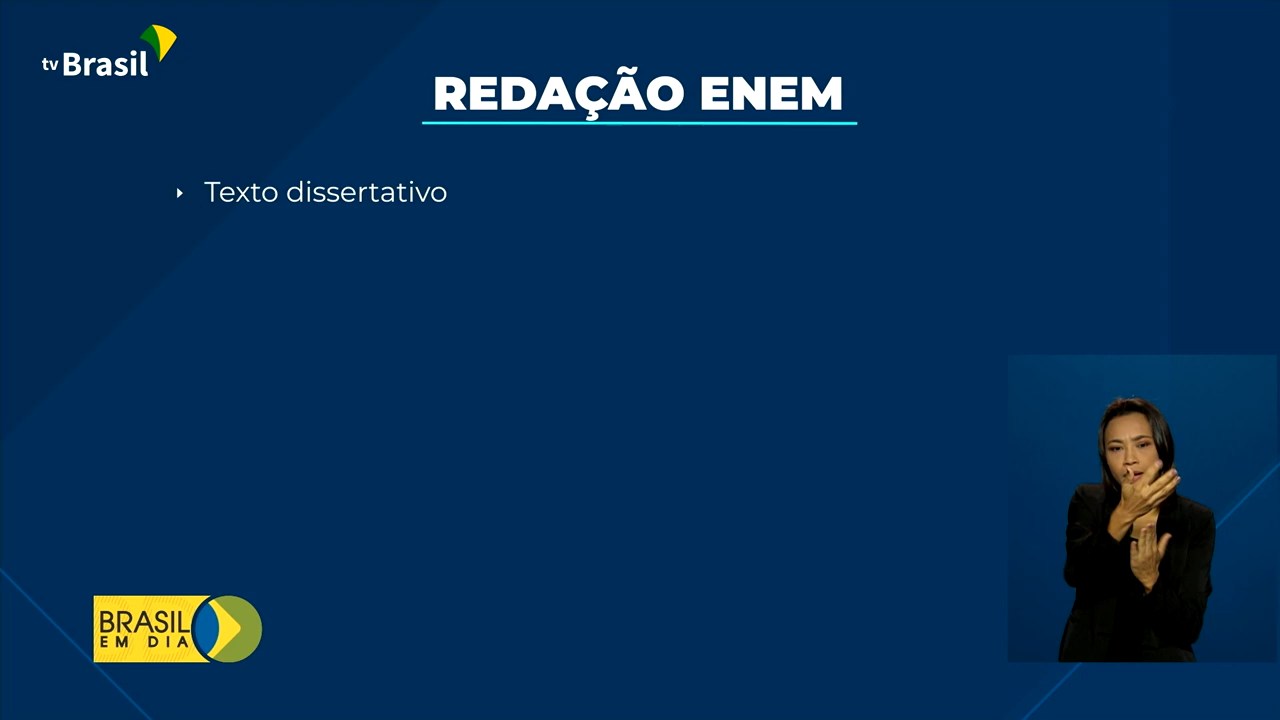 tv Brasil
REDAÇÃO ENEM
Texto dissertativo
BRASIL
EM DIA